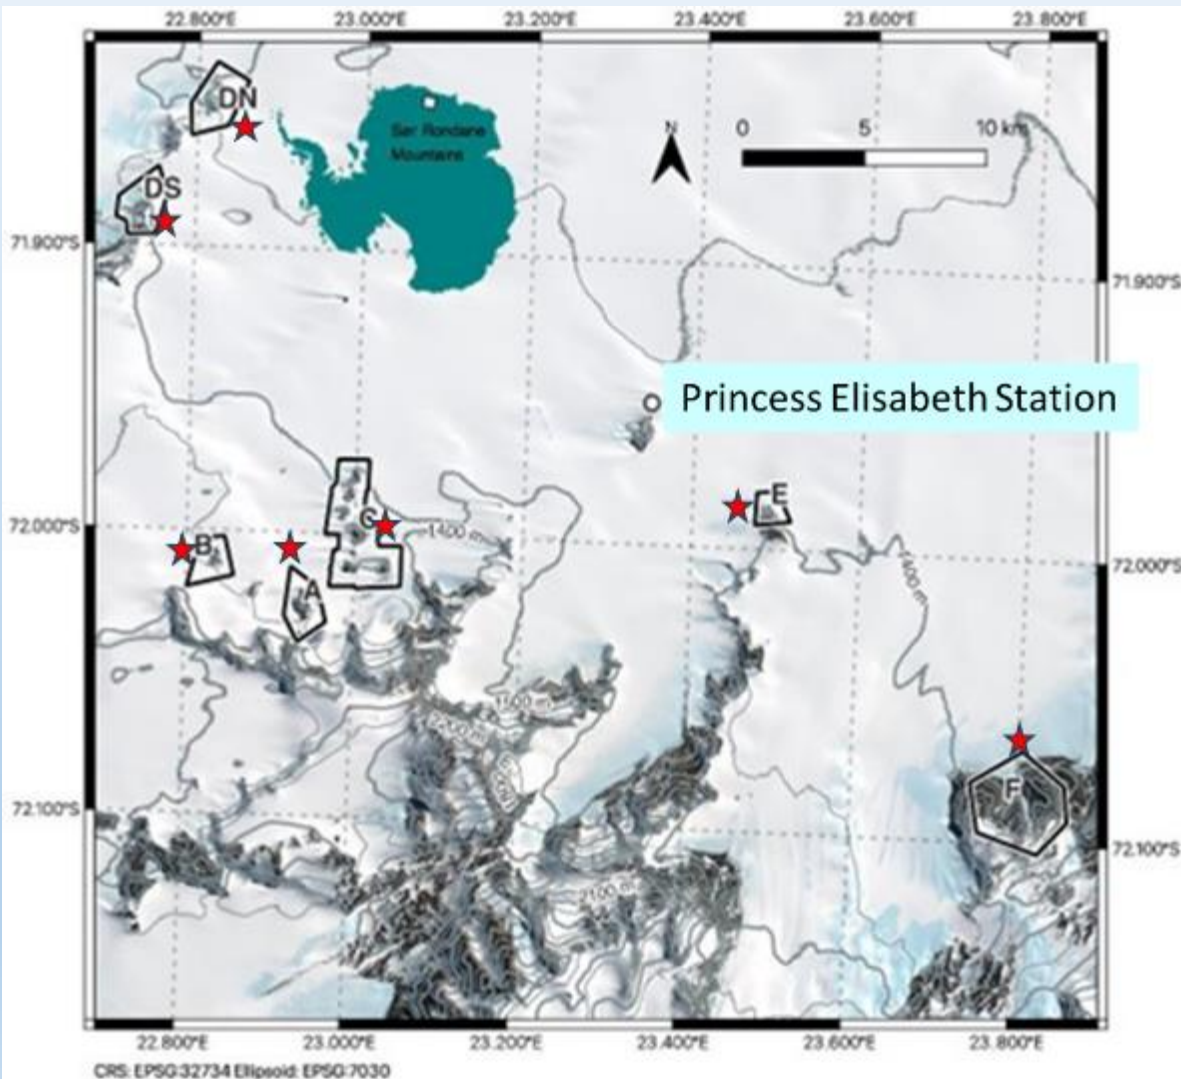 22.800°E 23.000°E 23.200°E 23.400°E 23.600°E 23.800°E
DN
Sør Rondane
Mountains
N
0 5 10 km
DS
71.900°S
71.900°S
Princess Elisabeth Station
E
C
72.000°S
1400 m
B
72.000°S
1400 m
A
1500 m
F
72.100°S
72.100°S
2100 m
22.800°E 23.000°E 23.200°E 23.400°E 23.600°E 23.800°E
CRS: EPSG:32734 Ellipsoid: EPSG:7030